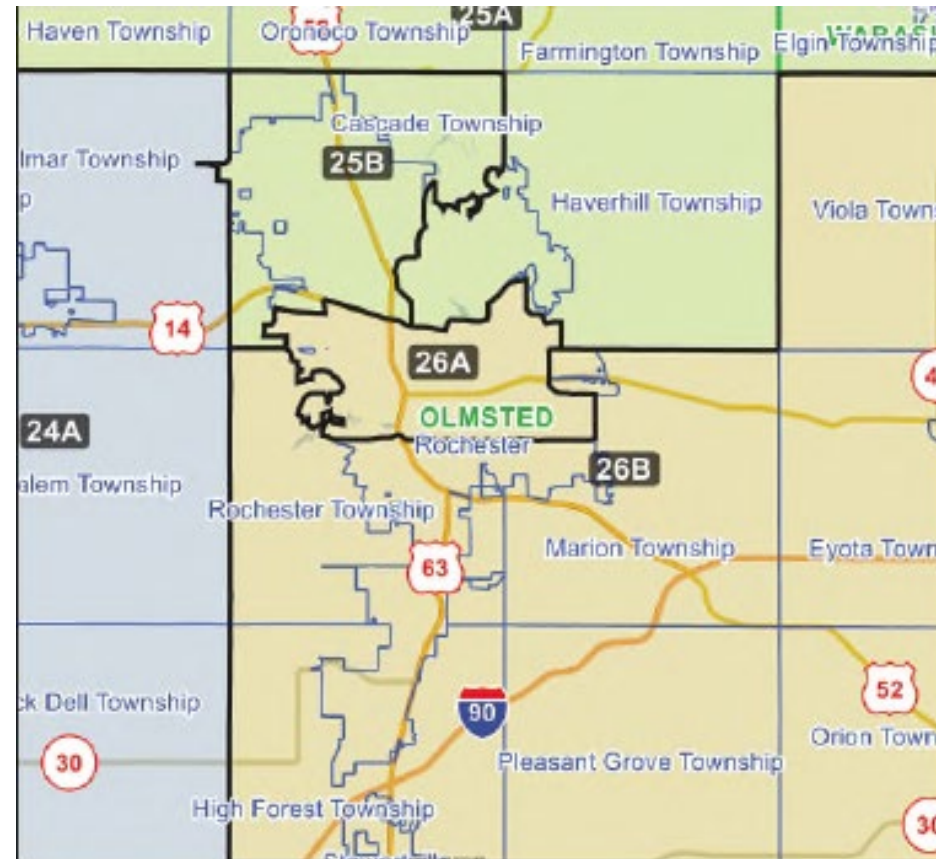 25A
Haven Township
Oronoco Township
Farmington Township
Elgin Township
Cascade Township
lmar Township
25B
p
Haverhill Township
Viola Towns
14
26A
4
OLMSTED
24A
Rochester
26B
alem Township
Rochester Township
Marion Township
Eyota Town
63
52
ck Dell Township
90
Orion Town
30
Pleasant Grove Township
High Forest Township
30